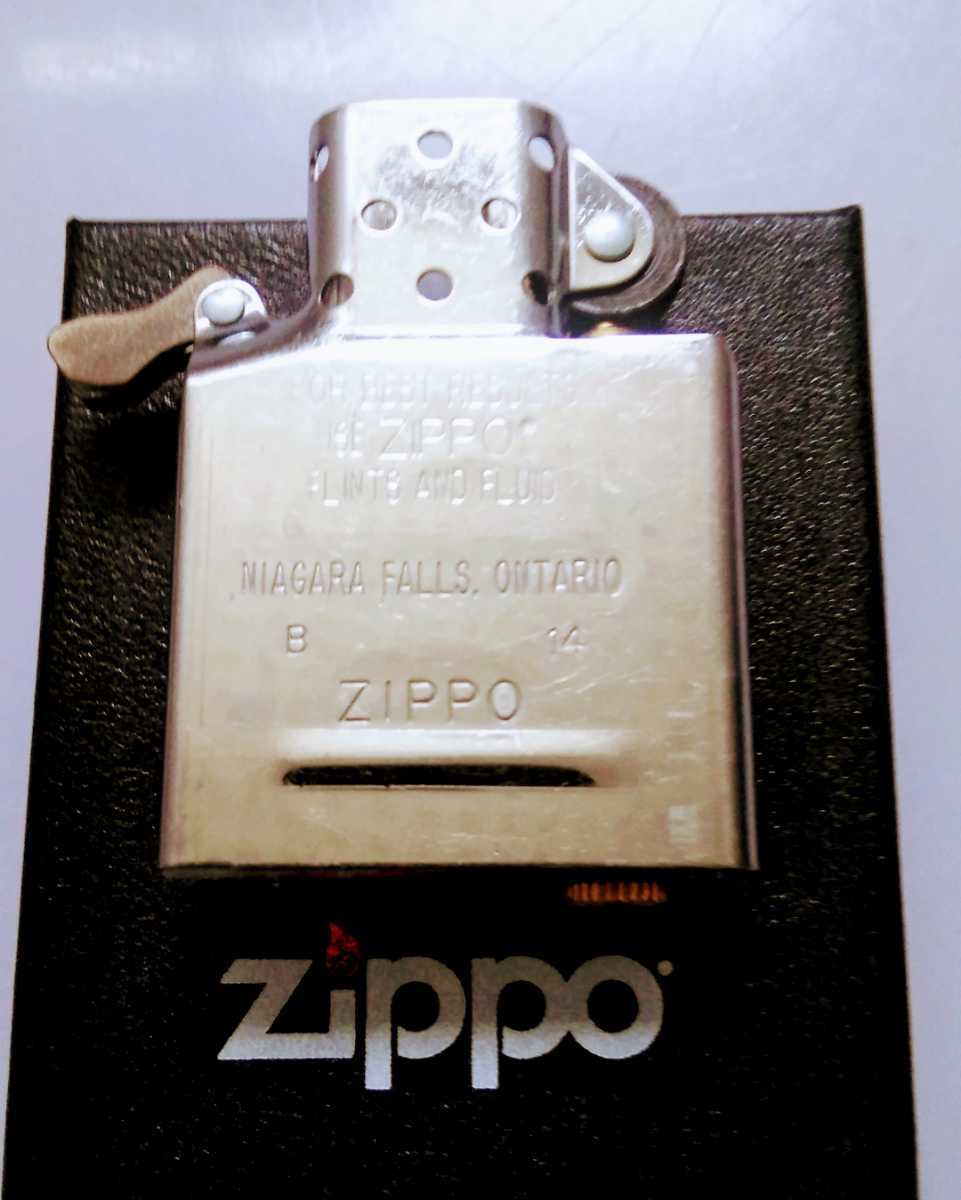 FOR BEST RESULTS
USE ZIPPO®
FLINTS AND FLUID
NIAGARA FALLS, ONTARIO
B 14
ZIPPO
zippo